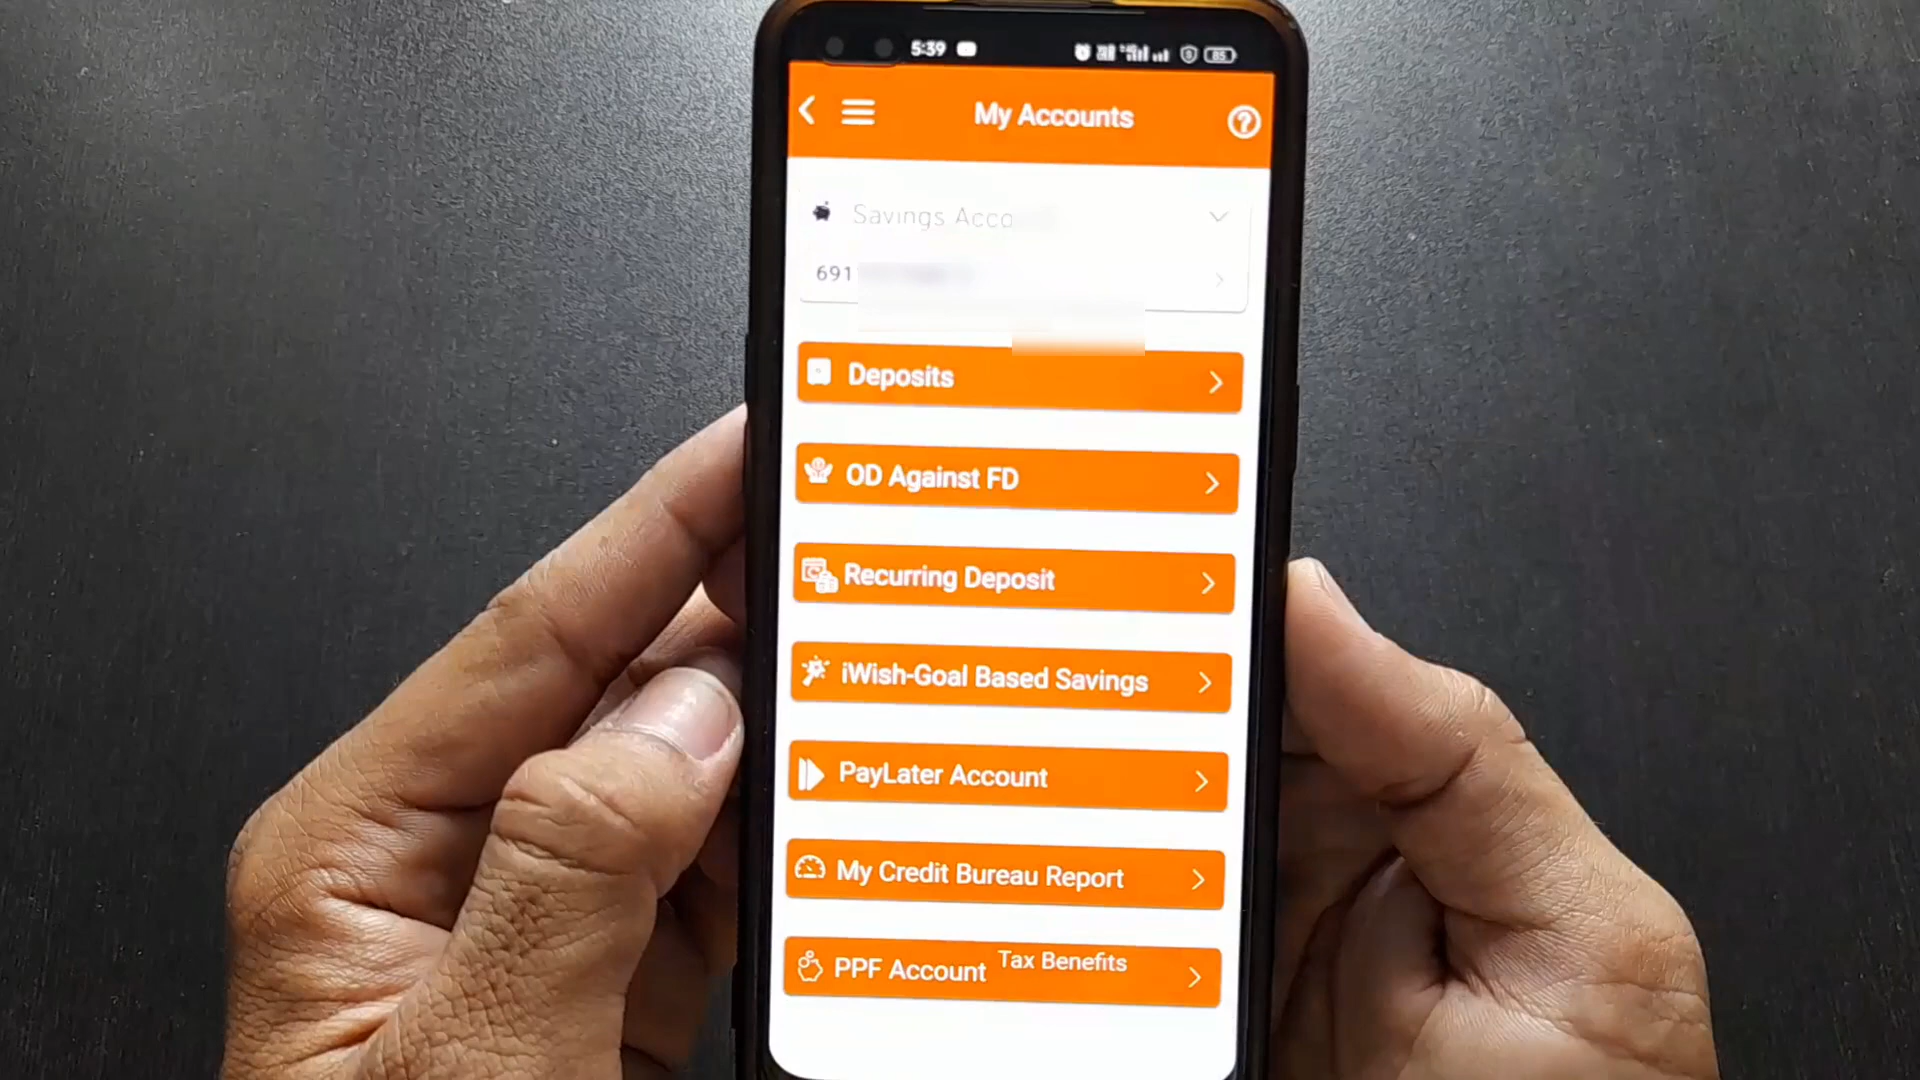 5:39
85
My Accounts
Savings Acco
691
Deposits
OD Against FD
Recurring Deposit
iWish-Goal Based Savings
PayLater Account
My Credit Bureau Report
PPF Account Tax Benefits